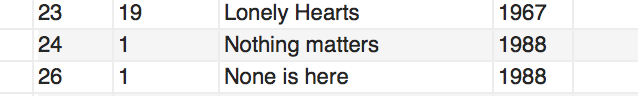 23 19 Lonely Hearts 1967
24 1 Nothing matters 1988
26 1 None is here 1988